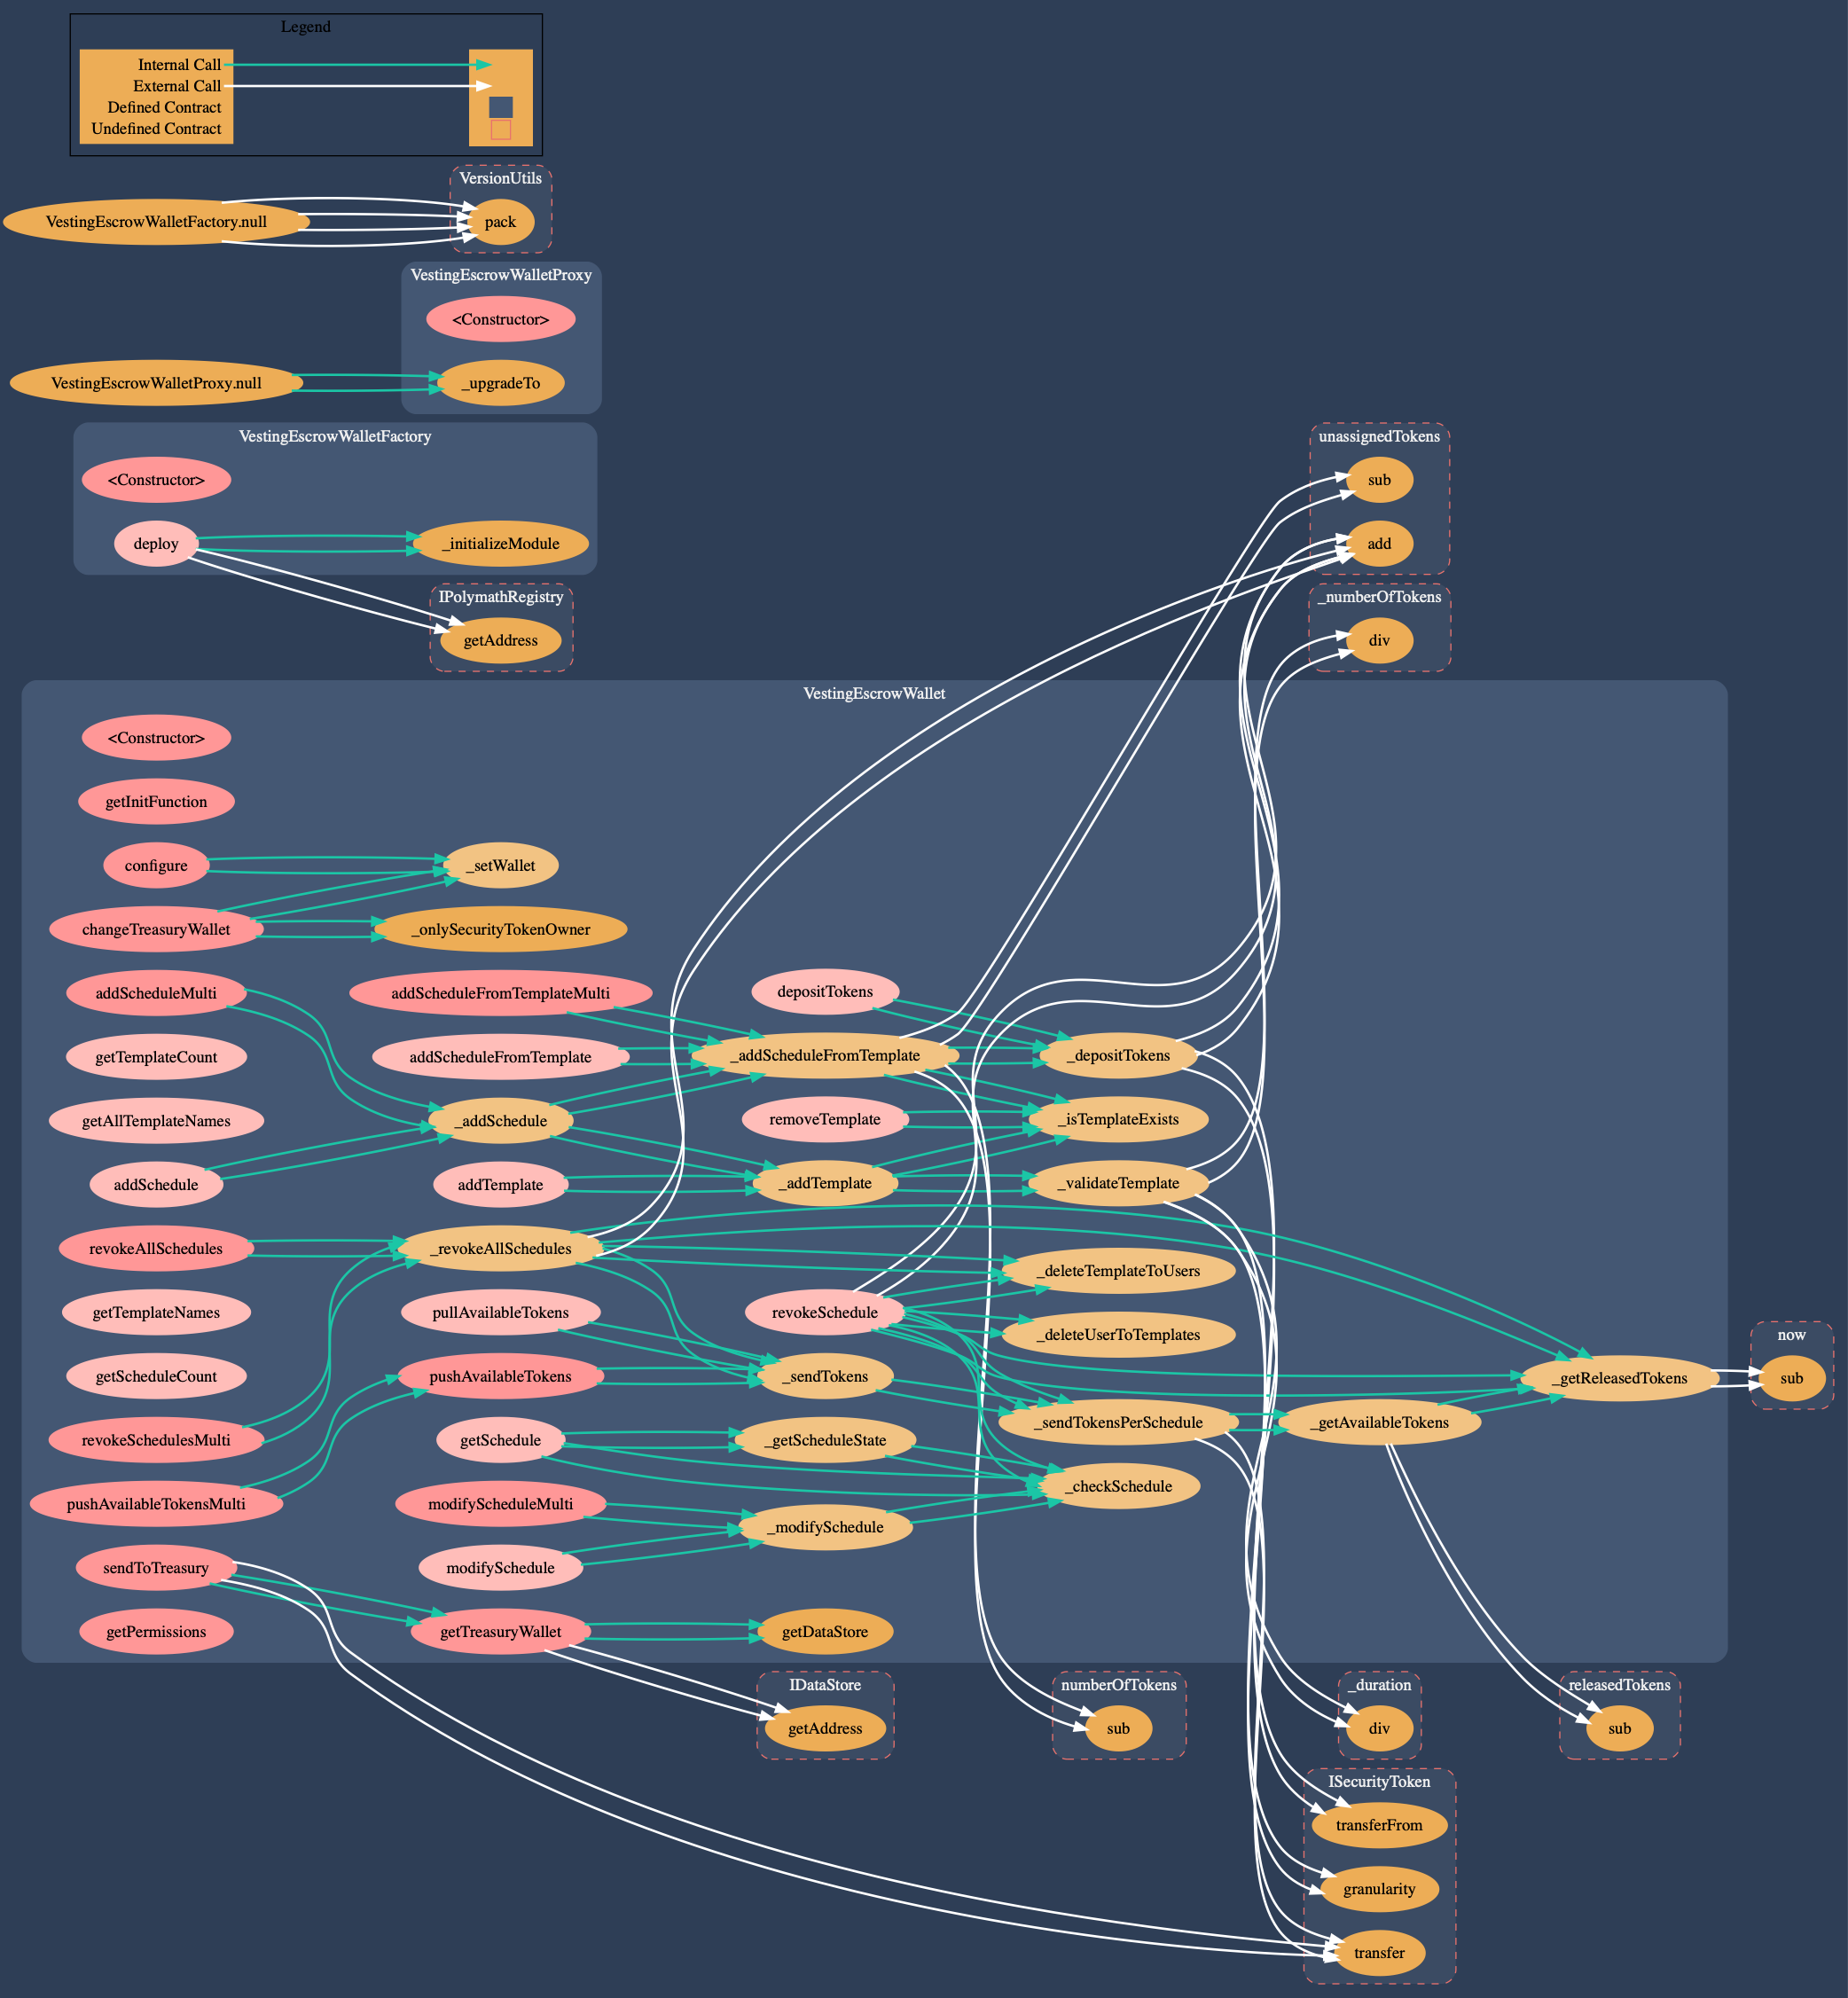 Legend
Internal Call
External Call
Defined Contract
Undefined Contract
VersionUtils
VestingEscrowWalletFactory.null
pack
VestingEscrowWalletProxy
<Constructor>
VestingEscrowWalletProxy.null
_upgradeTo
VestingEscrowWalletFactory
<Constructor>
deploy
_initializeModule
unassignedTokens
sub
add
IPolymathRegistry
getAddress
_numberOfTokens
div
VestingEscrowWallet
<Constructor>
getInitFunction
configure
_setWallet
changeTreasuryWallet
_onlySecurityTokenOwner
addScheduleMulti
addScheduleFromTemplateMulti
depositTokens
getTemplateCount
addScheduleFromTemplate
_addScheduleFromTemplate
_depositTokens
getAllTemplateNames
_addSchedule
removeTemplate
_isTemplateExists
addSchedule
addTemplate
_addTemplate
_validateTemplate
revokeAllSchedules
_revokeAllSchedules
_deleteTemplateToUsers
getTemplateNames
pullAvailableTokens
revokeSchedule
_deleteUserToTemplates
getScheduleCount
pushAvailableTokens
_sendTokens
_getReleasedTokens
now
sub
revokeSchedulesMulti
getSchedule
_getScheduleState
_sendTokensPerSchedule
_getAvailableTokens
pushAvailableTokensMulti
modifyScheduleMulti
_modifySchedule
_checkSchedule
sendToTreasury
modifySchedule
getPermissions
getTreasuryWallet
getDataStore
IDataStore
getAddress
numberOfTokens
sub
_duration
div
releasedTokens
sub
ISecurityToken
transferFrom
granularity
transfer